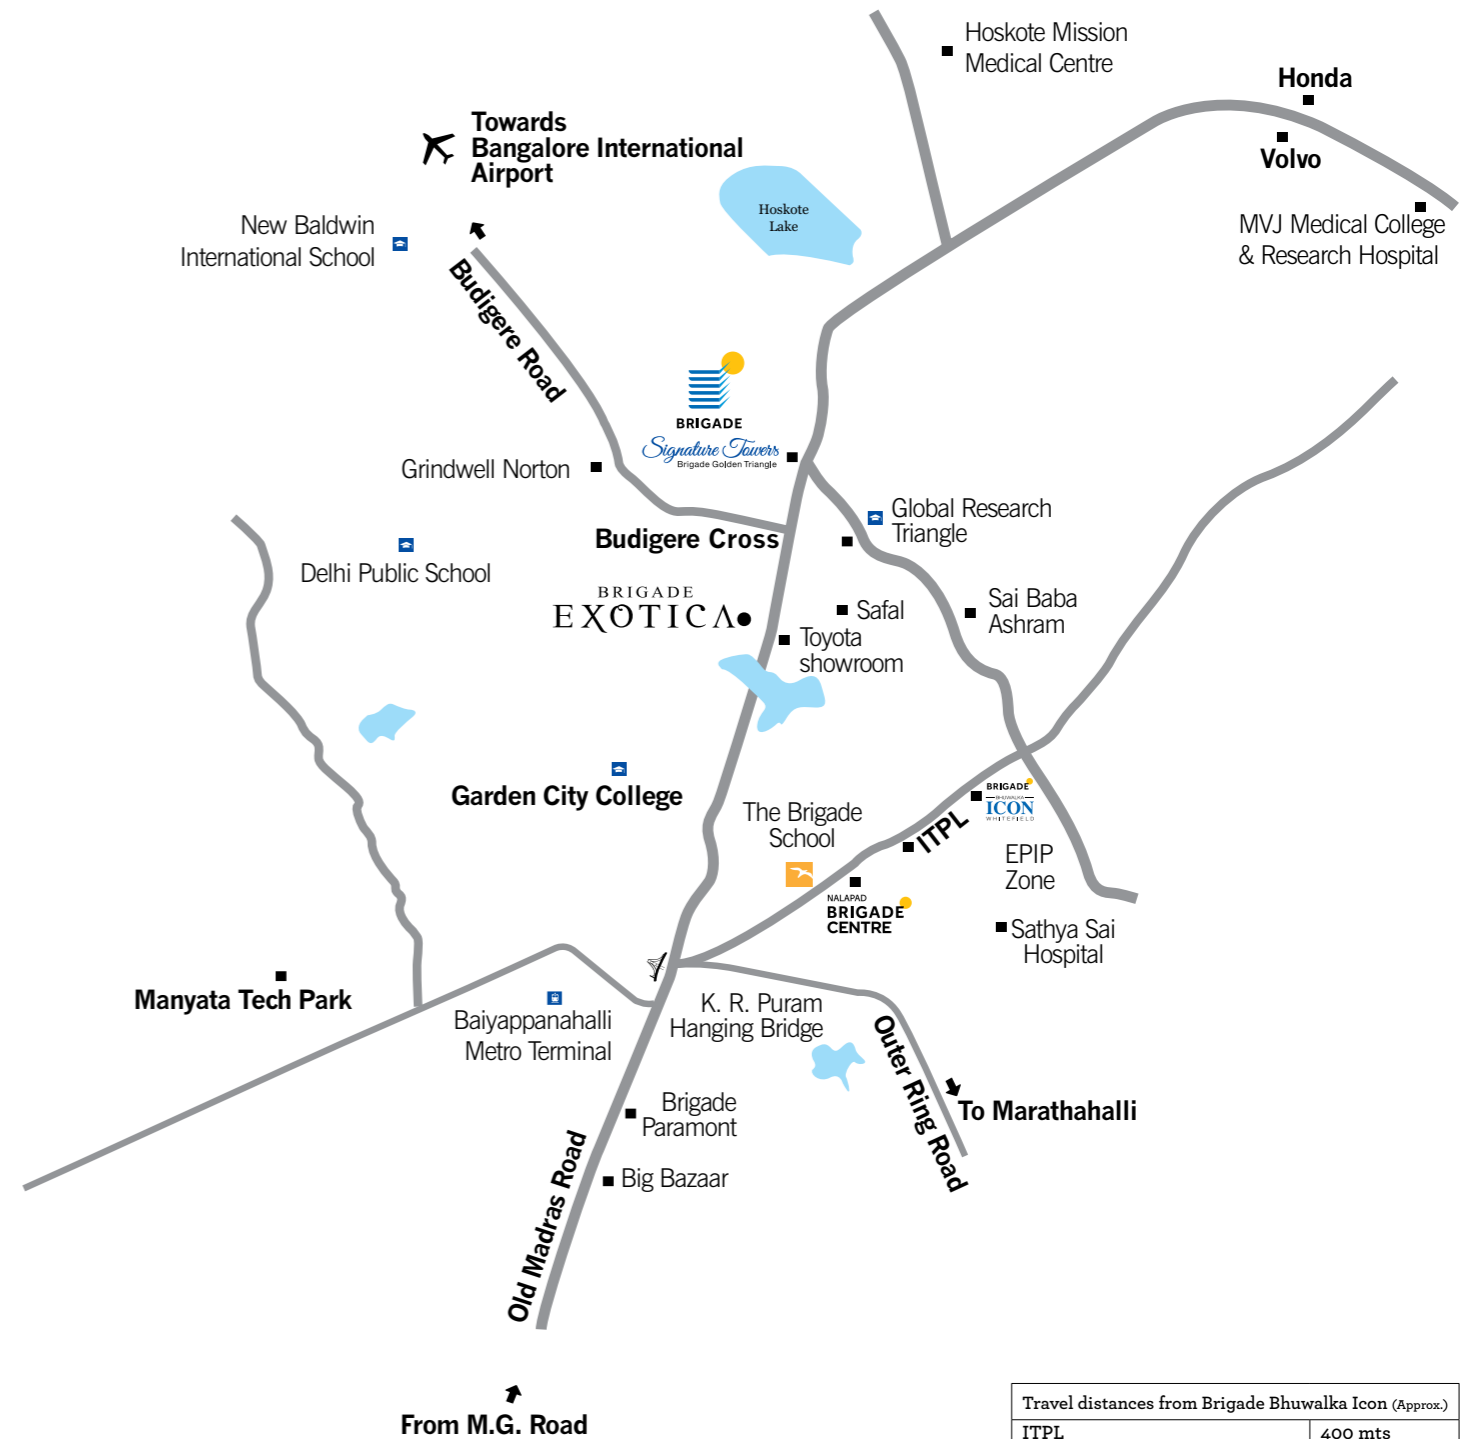 Hoskote Mission
Medical Centre
Honda
Volvo
Towards
Bangalore International
Airport
Hoskote
Lake
MVJ Medical College
& Research Hospital
New Baldwin
International School
Budigere Road
BRIGADE
Signature Towers
Brigade Golden Triangle
Grindwell Norton
Global Research
Triangle
Budigere Cross
Delhi Public School
BRIGADE
EXOTICA
Safal
Sai Baba
Ashram
Toyota
showroom
Garden City College
BRIGADE
BHUWALKA
ICON
WHITEFIELD
The Brigade
School
ITPL
EPIP
Zone
NALAPAD
BRIGADE
CENTRE
Sathya Sai
Hospital
Manyata Tech Park
Baiyappanahalli
Metro Terminal
K. R. Puram
Hanging Bridge
Outer Ring Road
To Marathahalli
Brigade
Paramont
Big Bazaar
Old Madras Road
From M.G. Road
Travel distances from Brigade Bhuwalka Icon (Approx.)
ITPL 400 mts